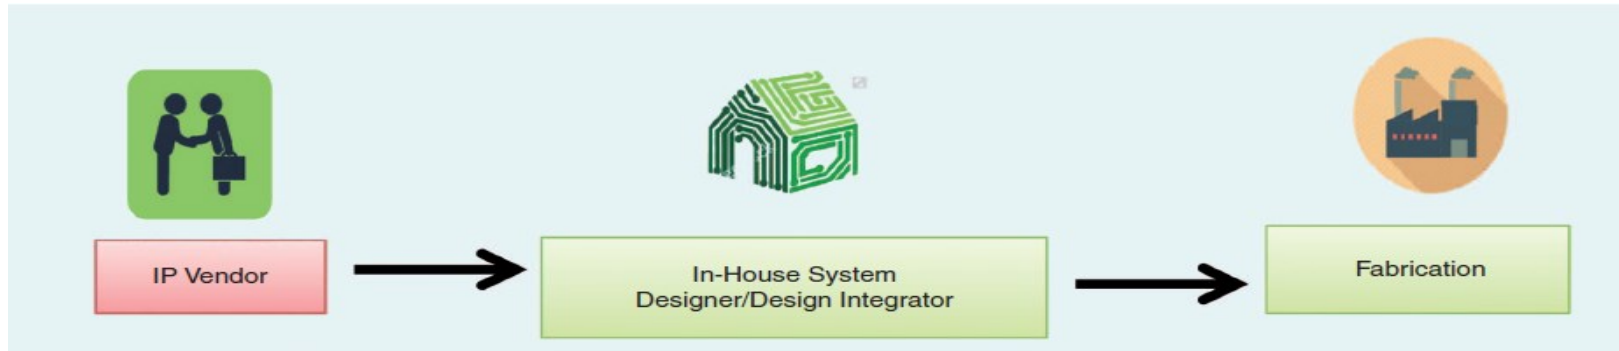 IP Vendor
In-House System
Designer/Design Integrator
Fabrication